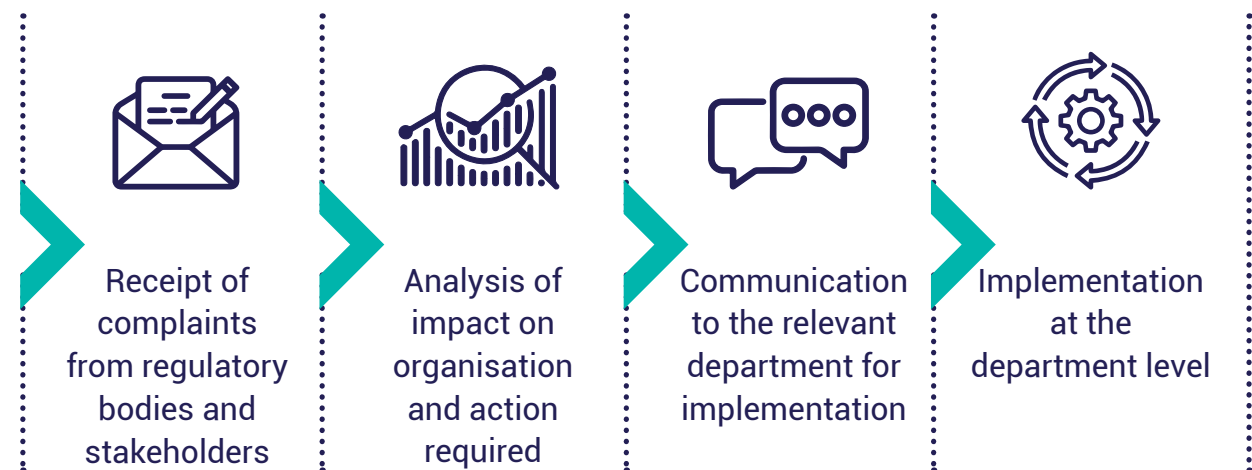 Receipt of
complaints
from regulatory
bodies and
stakeholders
Analysis of
impact on
organisation
and action
required
Communication
to the relevant
department for
implementation
Implementation
at the
department level